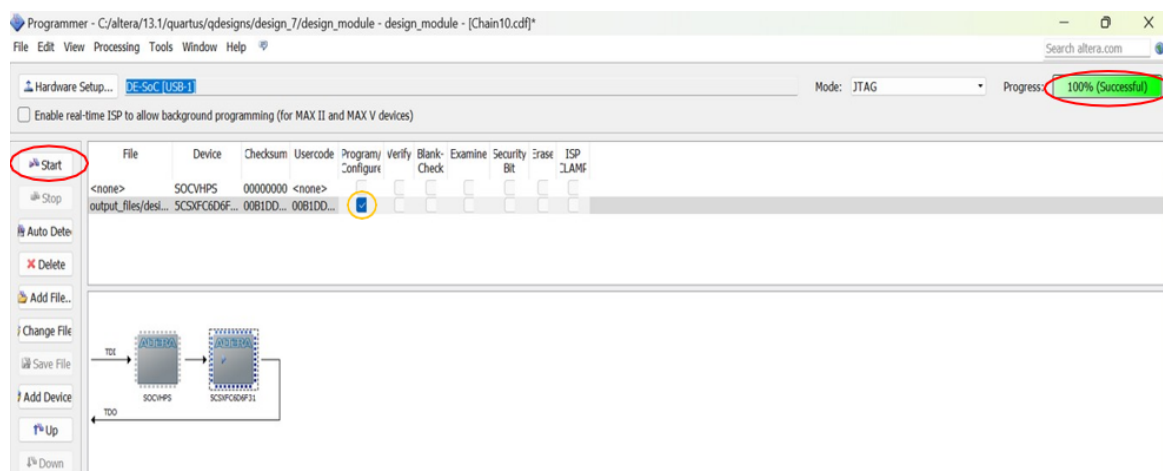 Programmer - C:/altera/13.1/quartus/qdesigns/design_7/design_module - design_module - [Chain10.cdf]*
File Edit View Processing Tools Window Help
Search altera.com
Hardware Setup... DE-SoC [USB-1] Mode: JTAG Progress: 100% (Successful)
Enable real-time ISP to allow background programming (for MAX II and MAX V devices)
File Device Checksum Usercode Program/ Verify Blank- Examine Security Erase ISP
Configure Check Bit CLAMP
<none> SOCVHPS 00000000 <none>
output_files/desi... 5CSXFC6D6F... 00B1DD... 00B1DD...
Start
Stop
Auto Dete
Delete
Add File..
Change File
Save File
Add Device
Up
Down
TDI
SOCVHPS 5CSXFC6D6F31
TDO